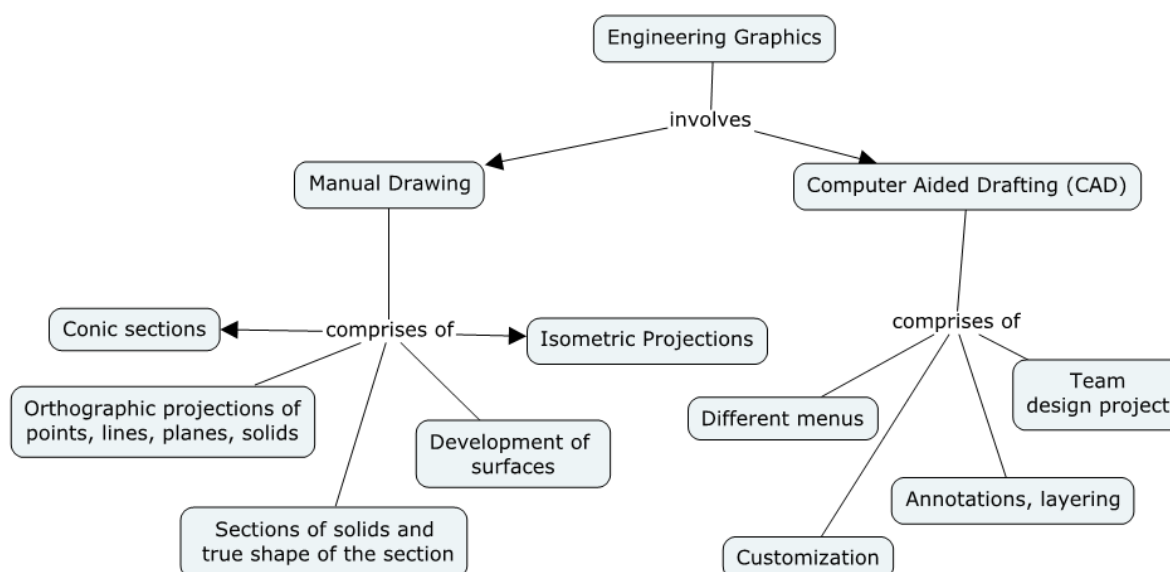 Engineering Graphics
involves
Manual Drawing
Computer Aided Drafting (CAD)
Conic sections
comprises of
Isometric Projections
Orthographic projections of
points, lines, planes, solids
Development of
surfaces
Sections of solids and
true shape of the section
comprises of
Different menus
Team
design project
Annotations, layering
Customization